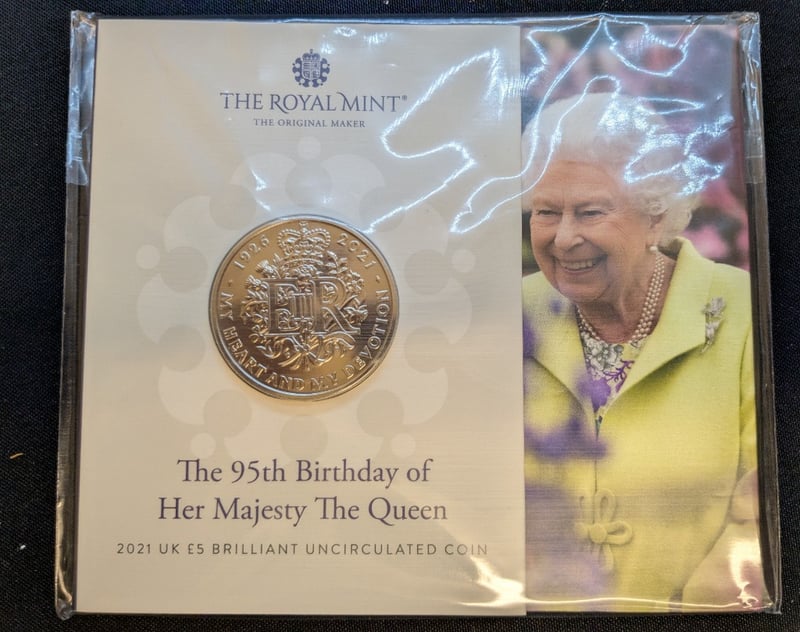 THE ROYAL MINT®
THE ORIGINAL MAKER
· 1926 2021 ·
MY HEART AND MY DEVOTION
EIIR
The 95th Birthday of
Her Majesty The Queen
2021 UK £5 BRILLIANT UNCIRCULATED COIN